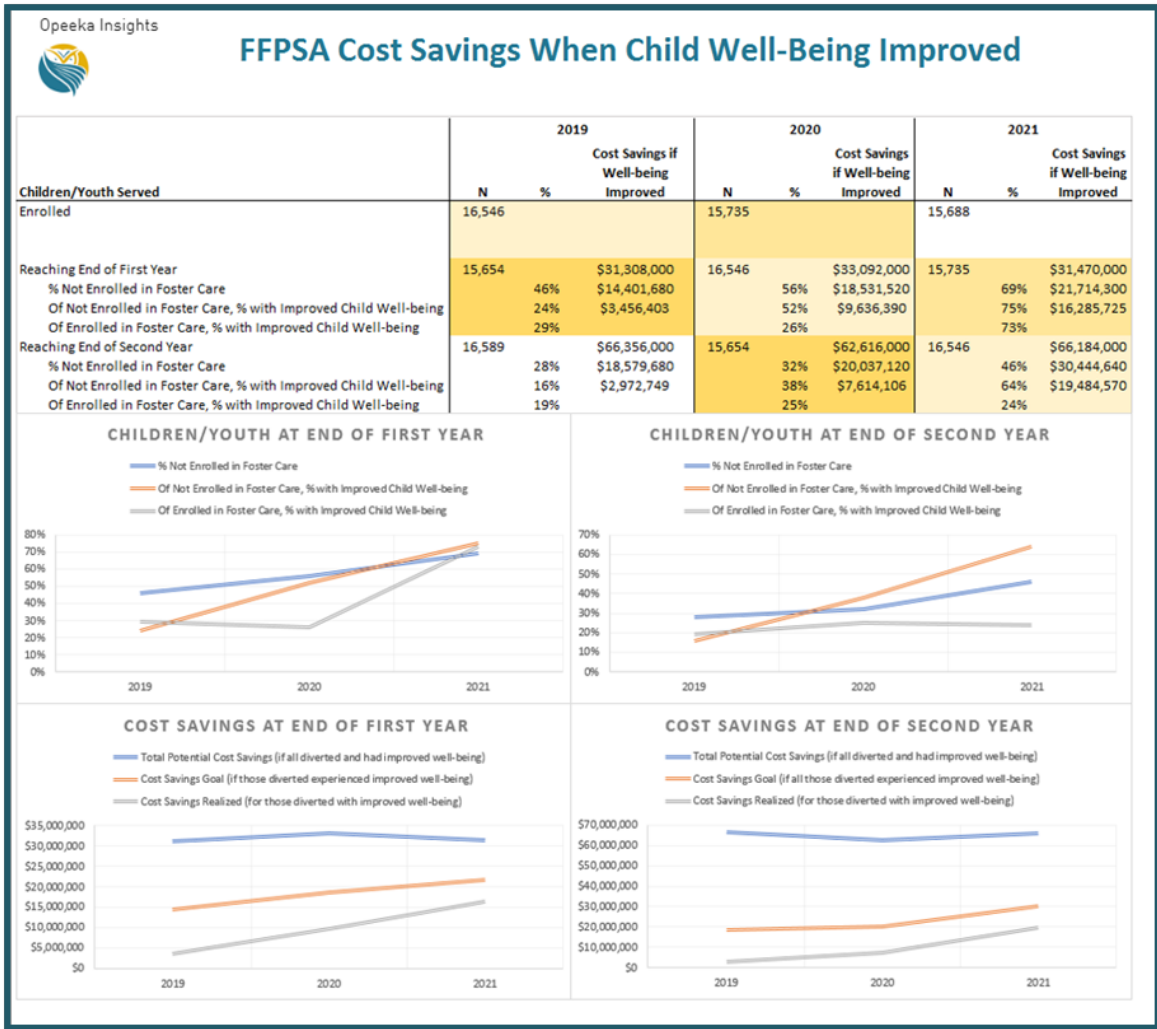 Opeeka Insights
FFPSA Cost Savings When Child Well-Being Improved
2019 2020 2021
Cost Savings if Cost Savings Cost Savings
Well-being if Well-being if Well-being
Children/Youth Served N % Improved N % Improved N % Improved
Enrolled 16,546 15,735 15,688
Reaching End of First Year 15,654 $31,308,000 16,546 $33,092,000 15,735 $31,470,000
% Not Enrolled in Foster Care 46% $14,401,680 56% $18,531,520 69% $21,714,300
Of Not Enrolled in Foster Care, % with Improved Child Well-being 24% $3,456,403 52% $9,636,390 75% $16,285,725
Of Enrolled in Foster Care, % with Improved Child Well-being 29% 26% 73%
Reaching End of Second Year 16,589 $66,356,000 15,654 $62,616,000 16,546 $66,184,000
% Not Enrolled in Foster Care 28% $18,579,680 32% $20,037,120 46% $30,444,640
Of Not Enrolled in Foster Care, % with Improved Child Well-being 16% $2,972,749 38% $7,614,106 64% $19,484,570
Of Enrolled in Foster Care, % with Improved Child Well-being 19% 25% 24%
CHILDREN/YOUTH AT END OF FIRST YEAR
% Not Enrolled in Foster Care
Of Not Enrolled in Foster Care, % with Improved Child Well-being
Of Enrolled in Foster Care, % with Improved Child Well-being
80%
70%
60%
50%
40%
30%
20%
10%
0%
2019 2020 2021
CHILDREN/YOUTH AT END OF SECOND YEAR
% Not Enrolled in Foster Care
Of Not Enrolled in Foster Care, % with Improved Child Well-being
Of Enrolled in Foster Care, % with Improved Child Well-being
70%
60%
50%
40%
30%
20%
10%
0%
2019 2020 2021
COST SAVINGS AT END OF FIRST YEAR
Total Potential Cost Savings (if all diverted and had improved well-being)
Cost Savings Goal (if those diverted experienced improved well-being)
Cost Savings Realized (for those diverted with improved well-being)
$35,000,000
$30,000,000
$25,000,000
$20,000,000
$15,000,000
$10,000,000
$5,000,000
$0
2019 2020 2021
COST SAVINGS AT END OF SECOND YEAR
Total Potential Cost Savings (if all diverted and had improved well-being)
Cost Savings Goal (if all those diverted experienced improved well-being)
Cost Savings Realized (for those diverted with improved well-being)
$70,000,000
$60,000,000
$50,000,000
$40,000,000
$30,000,000
$20,000,000
$10,000,000
$0
2019 2020 2021